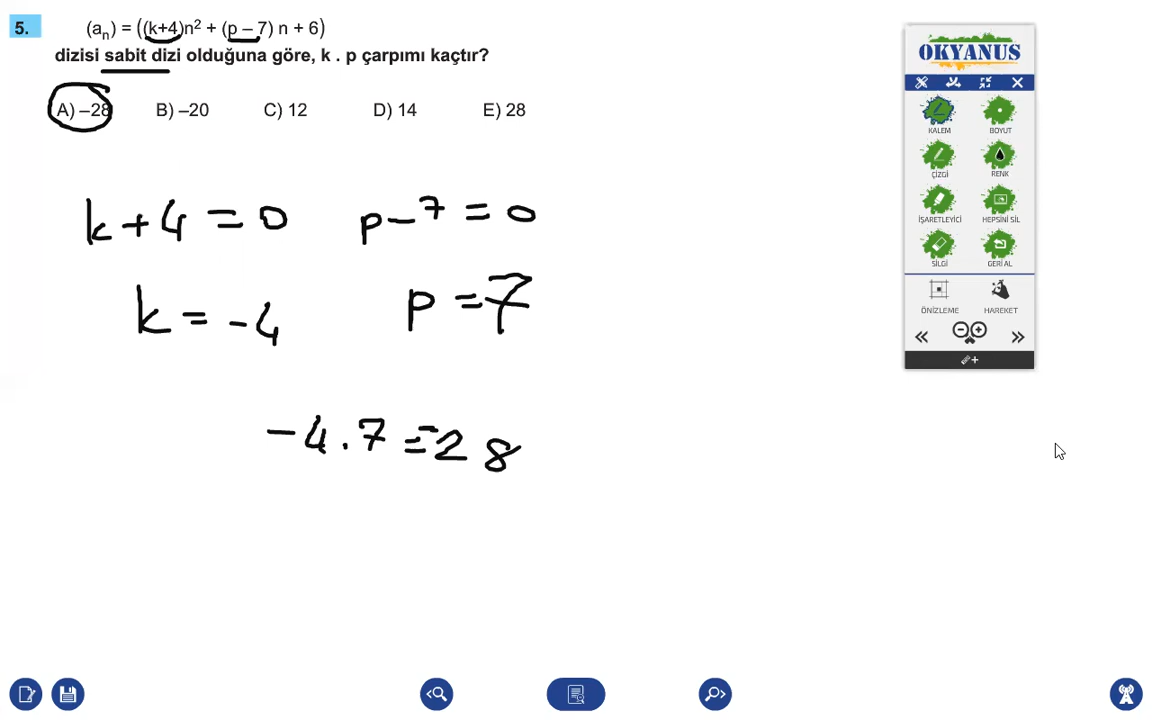 5. (aₙ) = ((k+4)n² + (p – 7) n + 6)
dizisi sabit dizi olduğuna göre, k . p çarpımı kaçtır?
A) –28 B) –20 C) 12 D) 14 E) 28
k+4 = 0 p-7 = 0
k = -4 p = 7
-4.7 = -28
OKYANUS
KALEM BOYUT
ÇİZGİ RENK
İŞARETLEYİCİ HEPSİNİ SİL
SİLGİ GERİ AL
ÖNİZLEME HAREKET